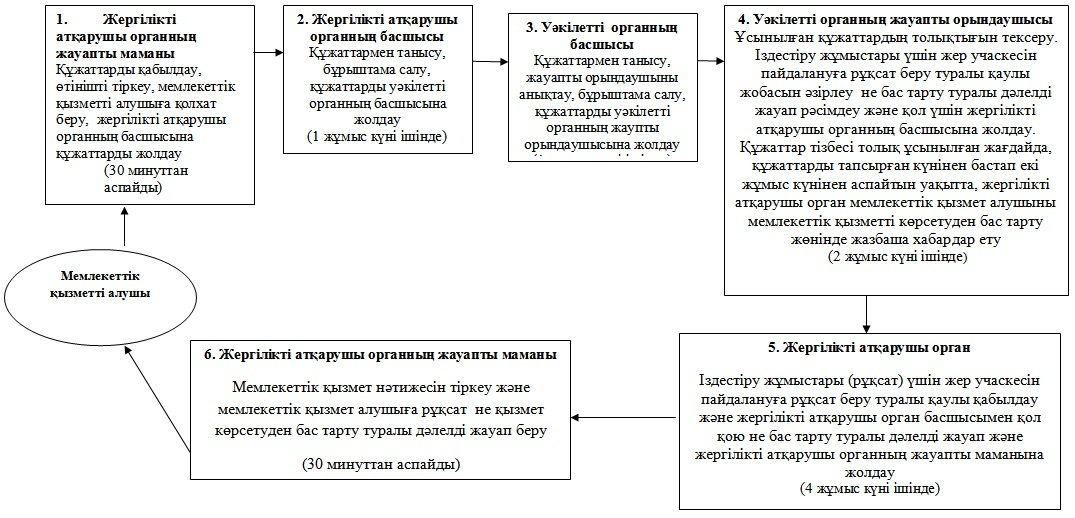 1. Жергілікті
атқарушы органның
жауапты маманы
Құжаттарды қабылдау,
өтінішті тіркеу, мемлекеттік
қызметті алушыға қолхат
беру, жергілікті атқарушы
органның басшысына
құжаттарды жолдау
(30 минуттан
аспайды)
2. Жергілікті атқарушы
органның басшысы
Құжаттармен танысу,
бұрыштама салу,
құжаттарды уәкілетті
органның басшысына
жолдау
(1 жұмыс күні ішінде)
3. Уәкілетті органның
басшысы
Құжаттармен танысу,
жауапты орындаушыны
анықтау, бұрыштама салу,
құжаттарды уәкілетті
органның жаупты
орындаушысына жолдау
4. Уәкілетті органның жауапты орындаушысы
Ұсынылған құжаттардың толықтығын тексеру.
Іздестіру жұмыстары үшін жер учаскесін
пайдалануға рұқсат беру туралы қаулы
жобасын әзірлеу не бас тарту туралы дәлелді
жауап рәсімдеу және қол үшін жергілікті
атқарушы органның басшысына жолдау.
Құжаттар тізбесі толық ұсынылған жағдайда,
құжаттарды тапсырған күнінен бастап екі
жұмыс күнінен аспайтын уақытта, жергілікті
атқарушы орган мемлекеттік қызмет алушыны
мемлекеттік қызметті көрсетуден бас тарту
жөнінде жазбаша хабардар ету
(2 жұмыс күні ішінде)
Мемлекеттік
қызметті алушы
5. Жергілікті атқарушы орган
Іздестіру жұмыстары (рұқсат) үшін жер учаскесін
пайдалануға рұқсат беру туралы қаулы қабылдау
және жергілікті атқарушы орган басшысымен қол
қою не бас тарту туралы дәлелді жауап және
жергілікті атқарушы органның жауапты маманына
жолдау
(4 жұмыс күні ішінде)
6. Жергілікті атқарушы органның жауапты маманы
Мемлекеттік қызмет нәтижесін тіркеу және
мемлекеттік қызмет алушыға рұқсат не қызмет
көрсетуден бас тарту туралы дәлелді жауап беру
(30 минуттан аспайды)